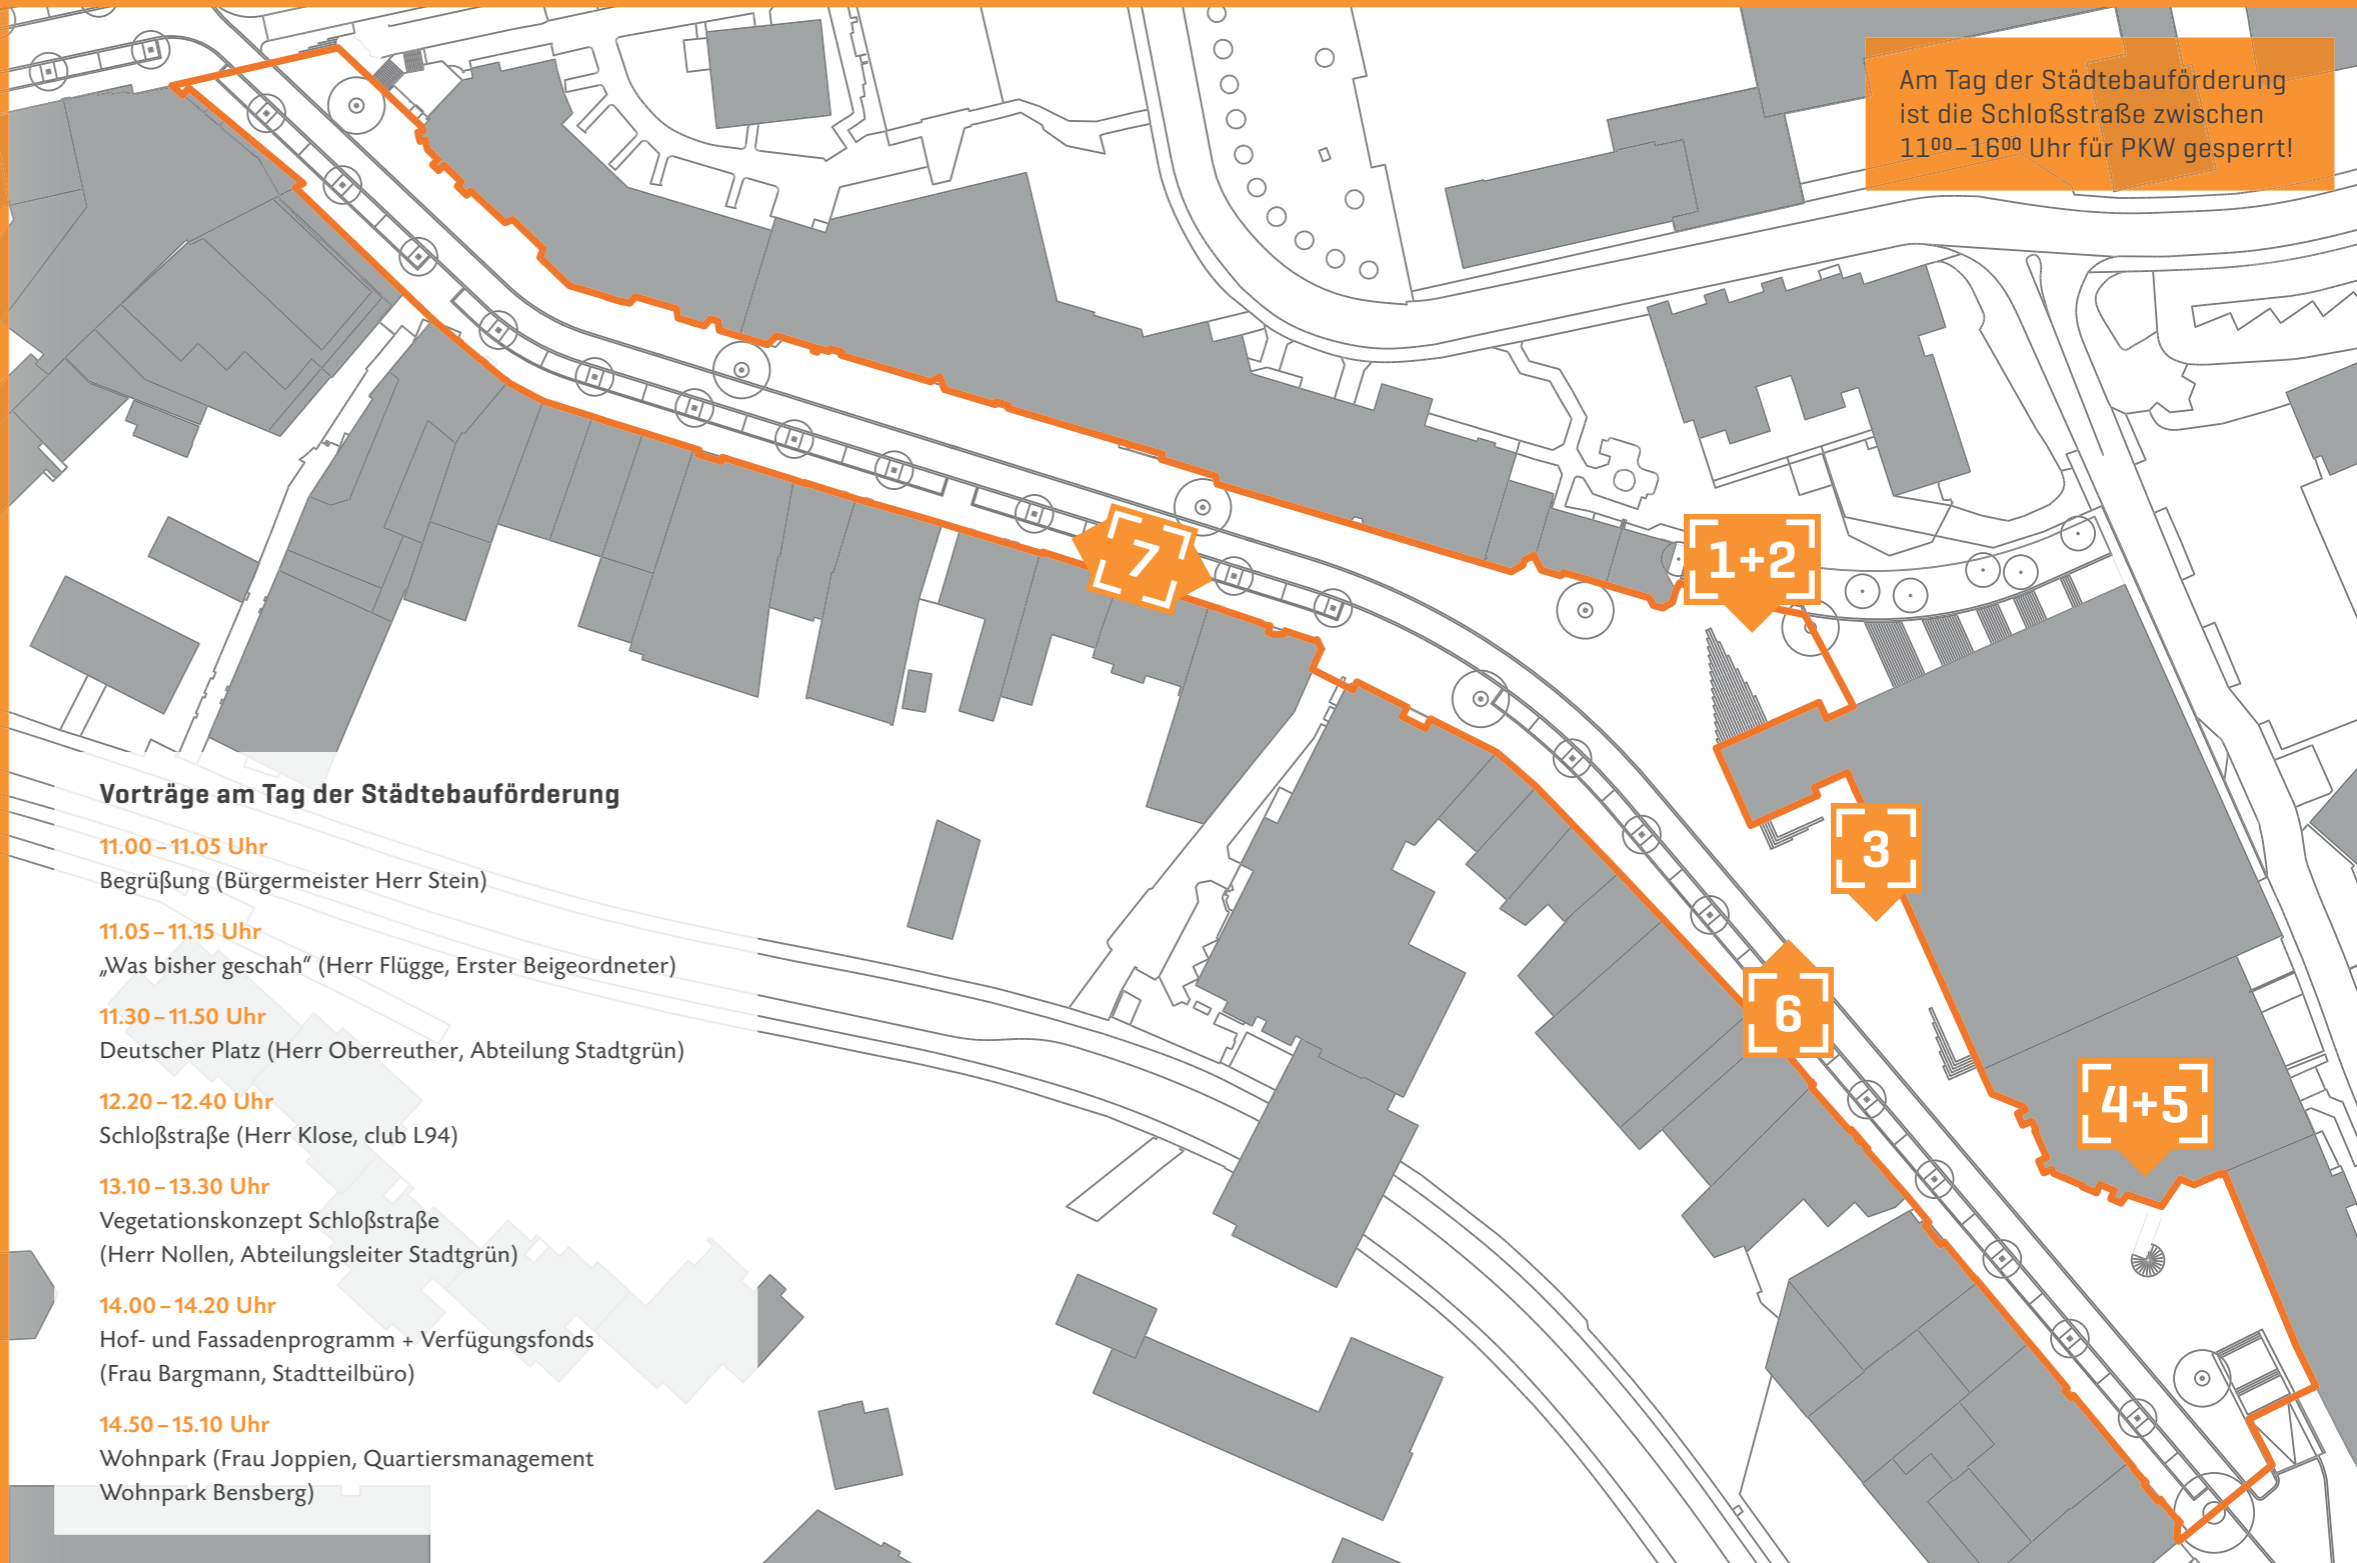 Am Tag der Städtebauförderung
ist die Schloßstraße zwischen
11⁰⁰–16⁰⁰ Uhr für PKW gesperrt!
7
1+2
3
6
4+5
Vorträge am Tag der Städtebauförderung
11.00–11.05 Uhr
Begrüßung (Bürgermeister Herr Stein)
11.05–11.15 Uhr
„Was bisher geschah“ (Herr Flügge, Erster Beigeordneter)
11.30–11.50 Uhr
Deutscher Platz (Herr Oberreuther, Abteilung Stadtgrün)
12.20–12.40 Uhr
Schloßstraße (Herr Klose, club L94)
13.10–13.30 Uhr
Vegetationskonzept Schloßstraße
(Herr Nollen, Abteilungsleiter Stadtgrün)
14.00–14.20 Uhr
Hof- und Fassadenprogramm + Verfügungsfonds
(Frau Bargmann, Stadtteilbüro)
14.50–15.10 Uhr
Wohnpark (Frau Joppien, Quartiersmanagement
Wohnpark Bensberg)